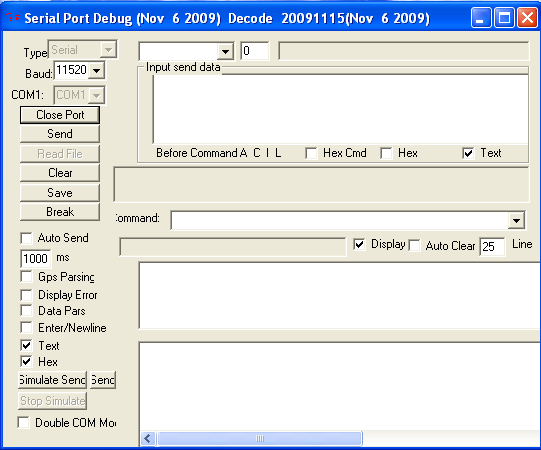 Serial Port Debug (Nov 6 2009) Decode 20091115(Nov 6 2009)
Type Serial
0
Baud: 11520
Input send data
COM1: COM1
Close Port
Send
Before Command A C I L Hex Cmd Hex Text
Read File
Clear
Save
Break
Command:
Auto Send
Display Auto Clear 25 Line
1000 ms
Gps Parsing
Display Error
Data Pars
Enter/Newline
Text
Hex
Simulate Send Send
Stop Simulate
Double COM Mo